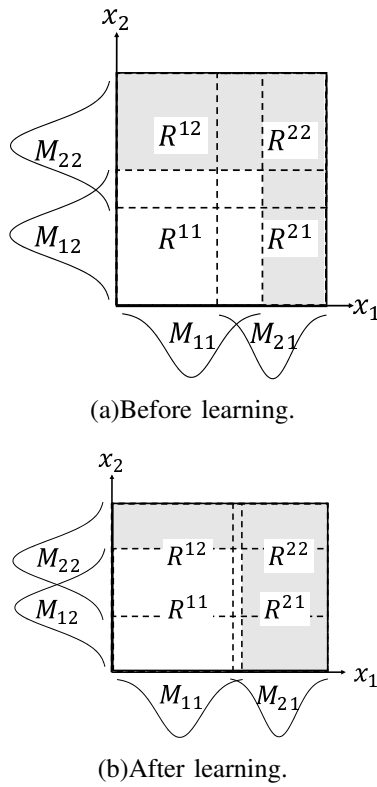 x₂
R¹² R²²
M₂₂
M₁₂ R¹¹ R²¹
x₁
M₁₁ M₂₁
(a)Before learning.
x₂
M₂₂ R¹² R²²
M₁₂ R¹¹ R²¹
x₁
M₁₁ M₂₁
(b)After learning.